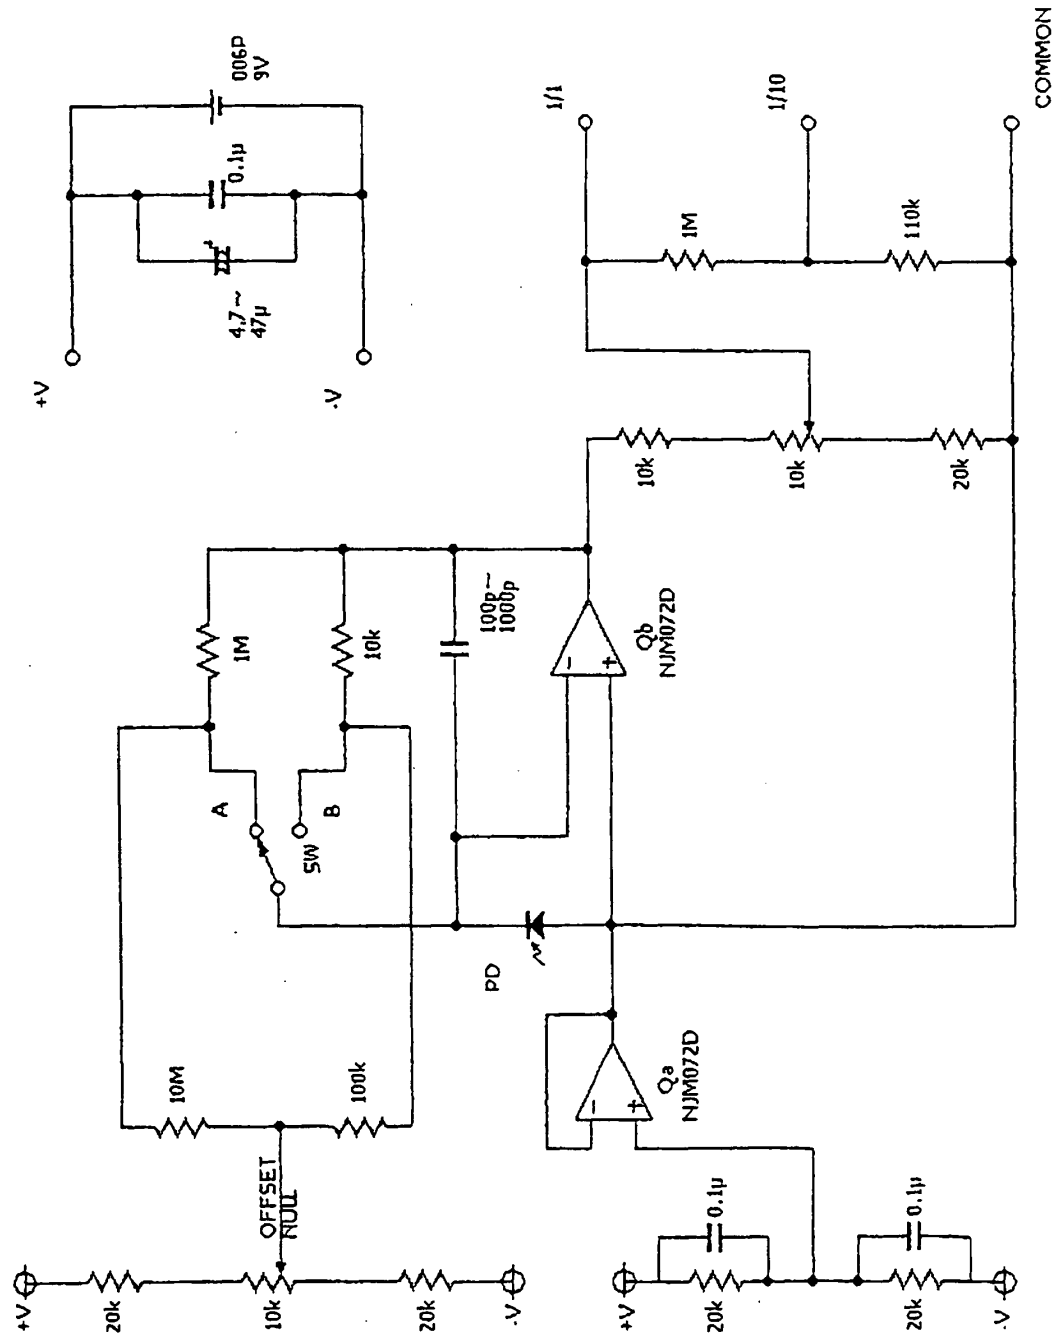 +V
-V
4.7~
47μ
0.1μ
006P
9V
+V
20k
10k
20k
-V
OFFSET
NULL
10M
100k
A
B
SW
1M
10k
100p~
1000p
PD
Qb
NJM072D
Qa
NJM072D
+V
20k
0.1μ
20k
0.1μ
-V
10k
10k
20k
1M
110k
1/1
1/10
COMMON